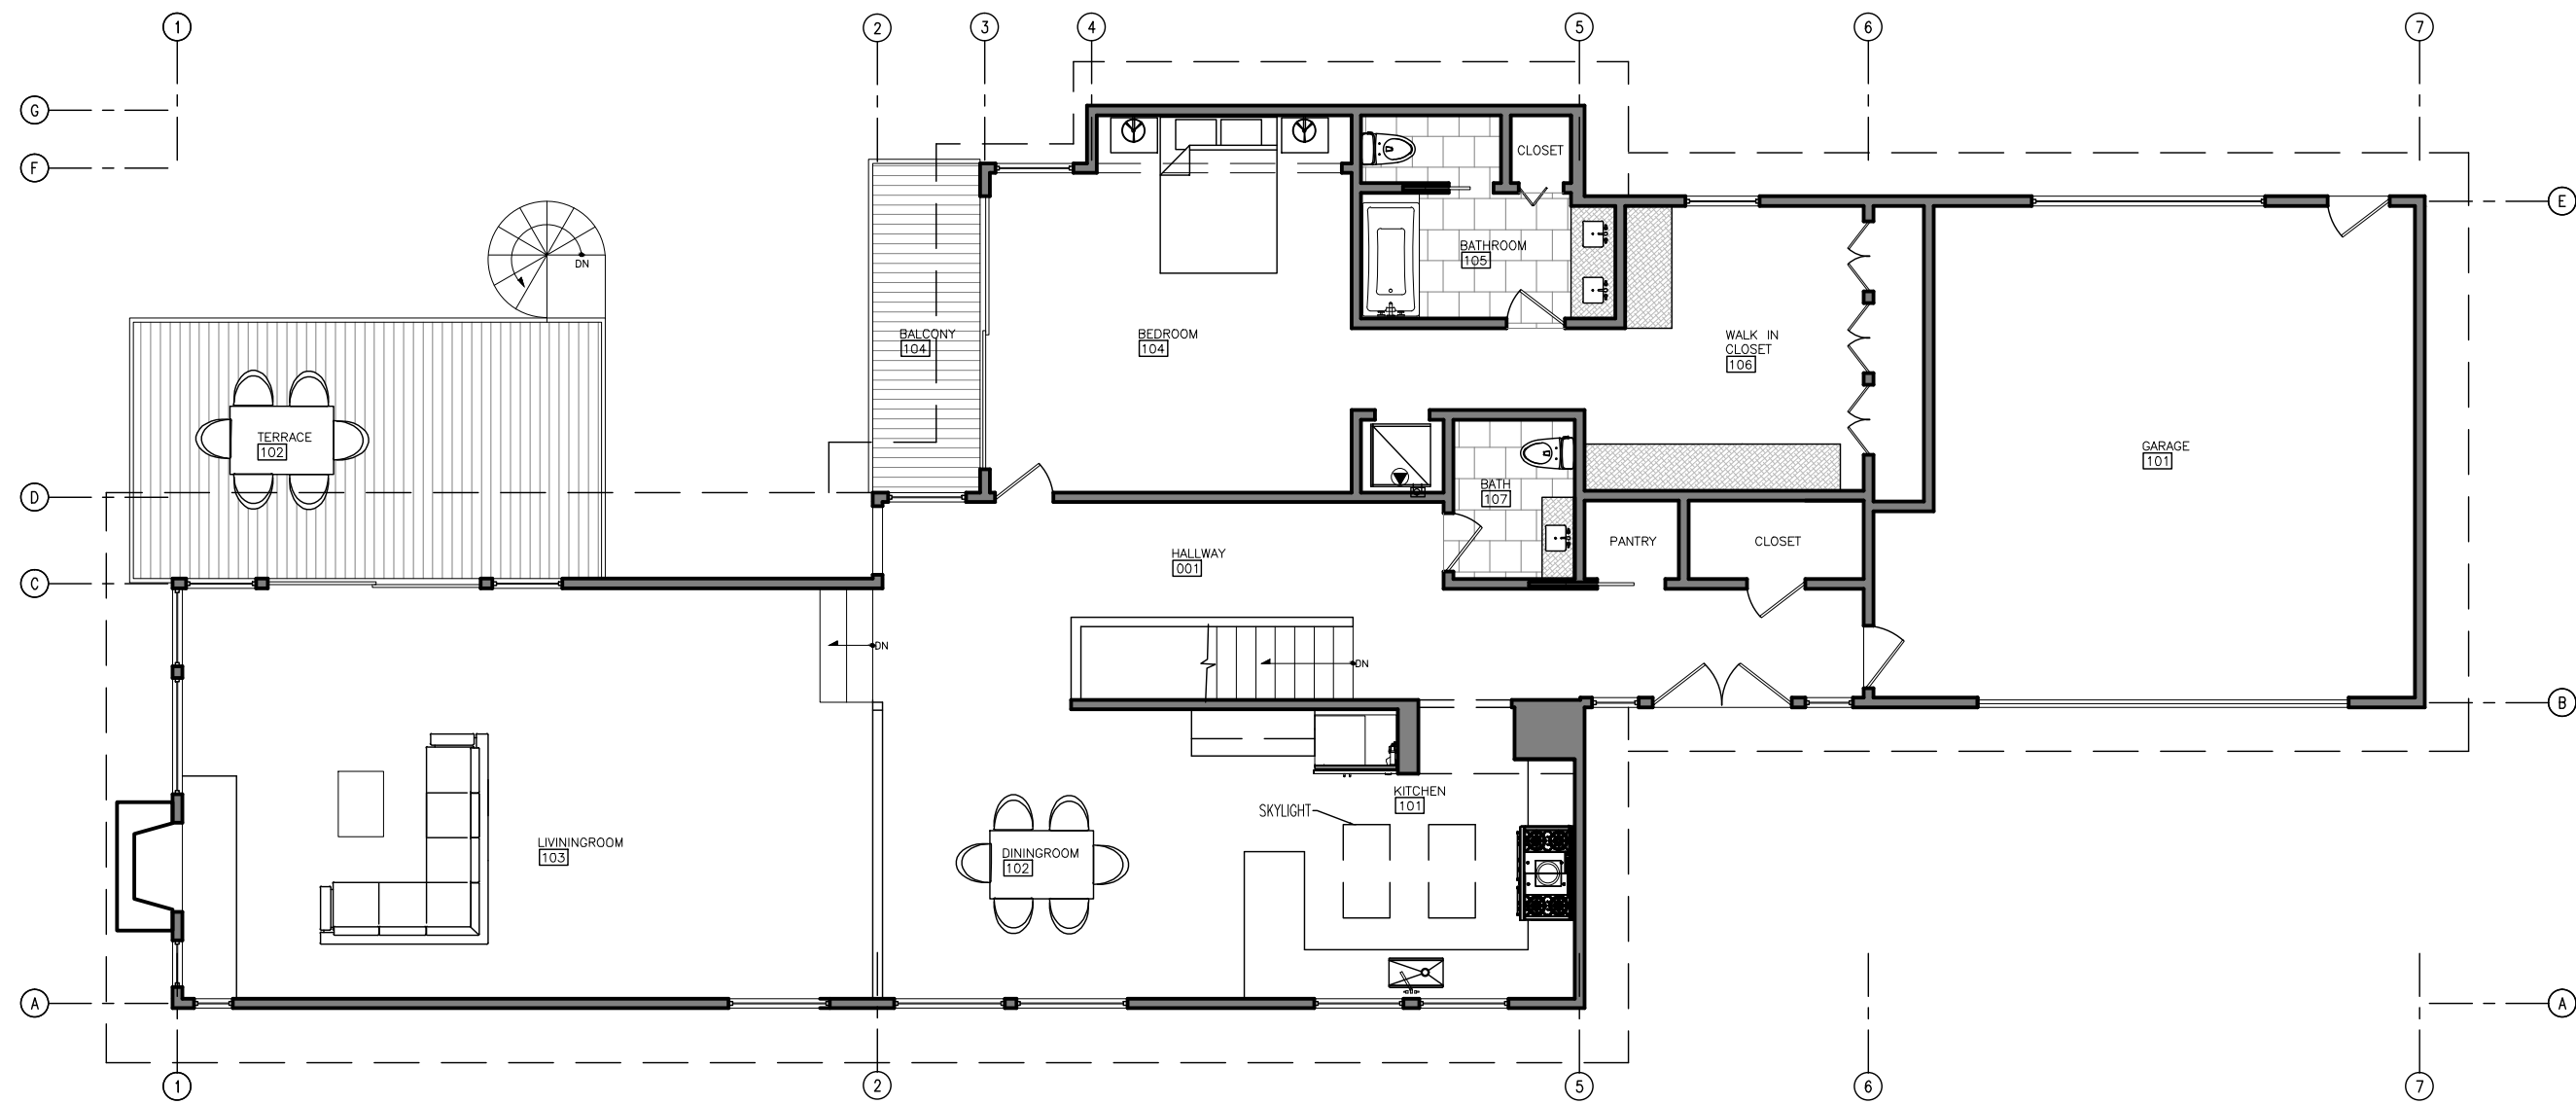 1
2
3
4
5
6
7
G
F
E
CLOSET
DN
BATHROOM
105
BALCONY
104
BEDROOM
104
WALK IN
CLOSET
106
TERRACE
102
GARAGE
101
D
BATH
107
PANTRY
CLOSET
HALLWAY
001
C
DN
DN
B
KITCHEN
101
SKYLIGHT
LIVININGROOM
103
DININGROOM
102
A
A
1
2
5
6
7